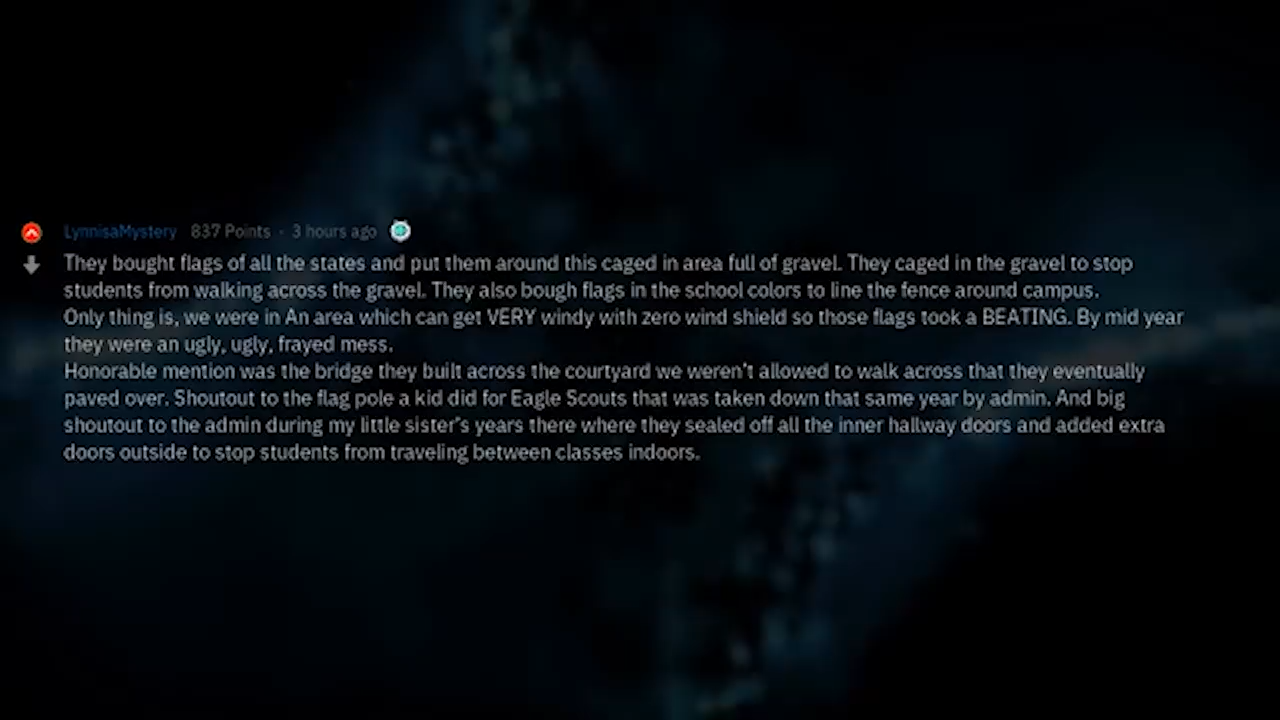 LynnisaMystery 837 Points · 3 hours ago
They bought flags of all the states and put them around this caged in area full of gravel. They caged in the gravel to stop
students from walking across the gravel. They also bough flags in the school colors to line the fence around campus.
Only thing is, we were in An area which can get VERY windy with zero wind shield so those flags took a BEATING. By mid year
they were an ugly, ugly, frayed mess.
Honorable mention was the bridge they built across the courtyard we weren't allowed to walk across that they eventually
paved over. Shoutout to the flag pole a kid did for Eagle Scouts that was taken down that same year by admin. And big
shoutout to the admin during my little sister's years there where they sealed off all the inner hallway doors and added extra
doors outside to stop students from traveling between classes indoors.